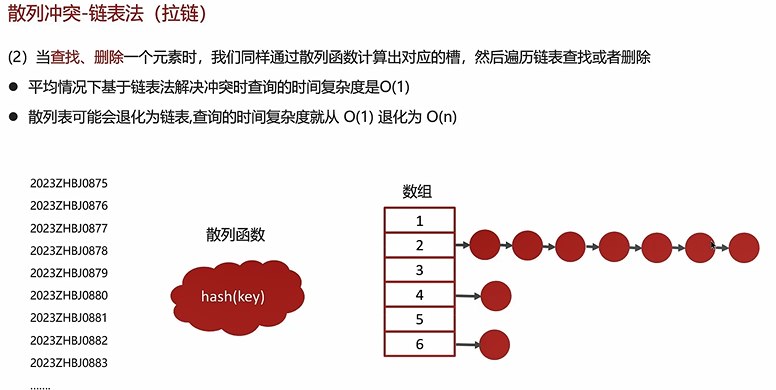 散列冲突-链表法（拉链）
(2）当查找、删除一个元素时，我们同样通过散列函数计算出对应的槽，然后遍历链表查找或者删除
● 平均情况下基于链表法解决冲突时查询的时间复杂度是O(1)
● 散列表可能会退化为链表,查询的时间复杂度就从 O(1) 退化为 O(n)
2023ZHBJ0875
2023ZHBJ0876
2023ZHBJ0877
2023ZHBJ0878
2023ZHBJ0879
2023ZHBJ0880
2023ZHBJ0881
2023ZHBJ0882
2023ZHBJ0883
.......
散列函数
hash(key)
数组
1
2
3
4
5
6